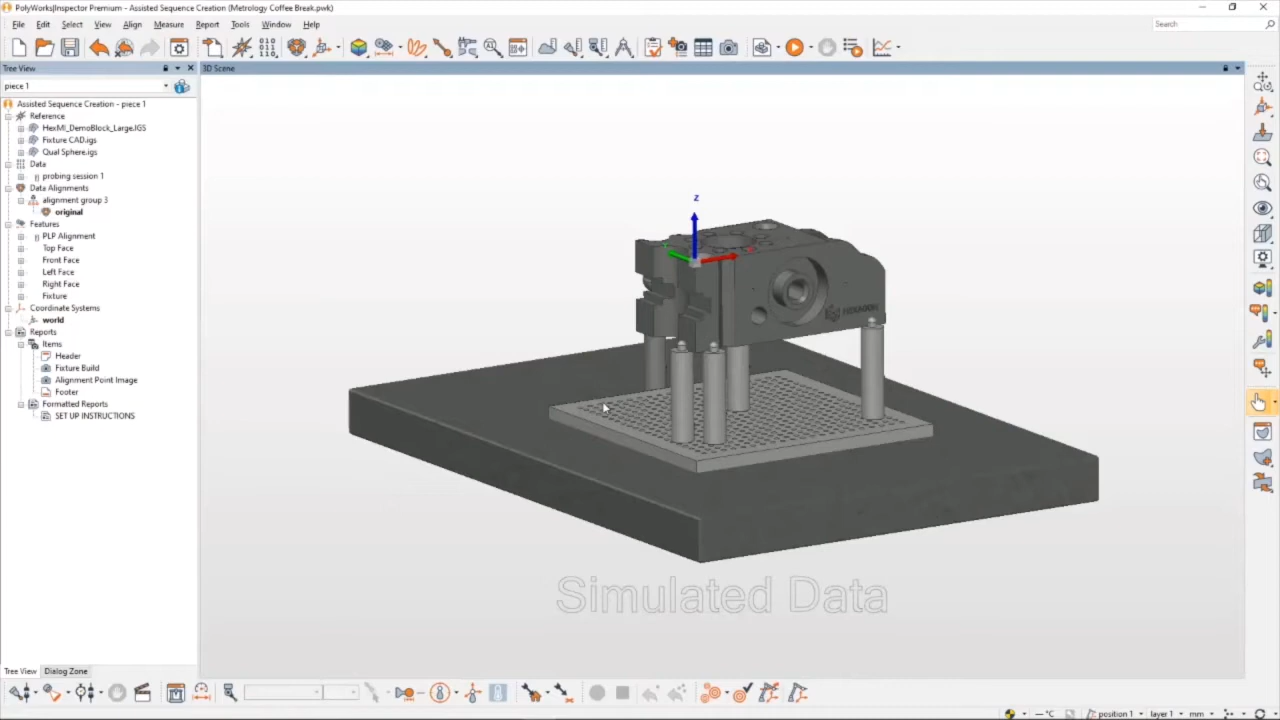 PolyWorks|Inspector Premium - Assisted Sequence Creation (Metrology Coffee Break.pwk)
File Edit Select View Align Measure Report Tools Window Help
Search
Tree View
3D Scene
piece 1
Assisted Sequence Creation - piece 1
Reference
HexMI_DemoBlock_Large.IGS
Fixture CAD.igs
Qual Sphere.igs
Data
probing session 1
Data Alignments
alignment group 3
original
Features
PLP Alignment
Top Face
Front Face
Left Face
Right Face
Fixture
Coordinate Systems
world
Reports
Items
Header
Fixture Build
Alignment Point Image
Footer
Formatted Reports
SET UP INSTRUCTIONS
z
HEXAGON
Simulated Data
Tree View Dialog Zone
—°C position 1 layer 1 mm